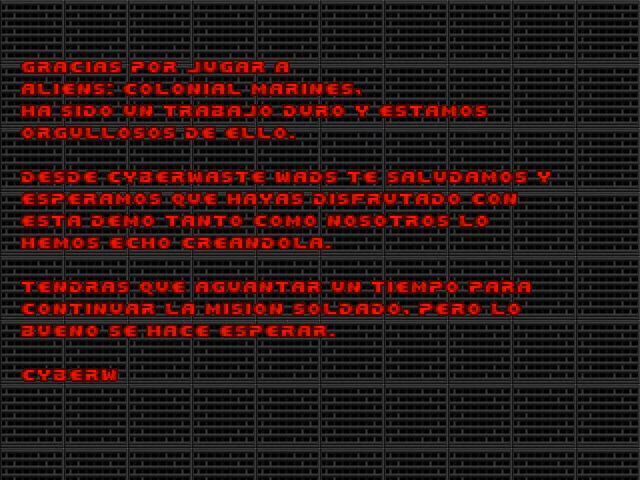 GRACIAS POR JUGAR A
ALIENS: COLONIAL MARINES,
HA SIDO UN TRABAJO DURO Y ESTAMOS
ORGULLOSOS DE ELLO.
DESDE CYBERWASTE WADS TE SALUDAMOS Y
ESPERAMOS QUE HAYAS DISFRUTADO CON
ESTA DEMO TANTO COMO NOSOTROS LO
HEMOS ECHO CREANDOLA.
TENDRAS QUE AGUANTAR UN TIEMPO PARA
CONTINUAR LA MISION SOLDADO, PERO LO
BUENO SE HACE ESPERAR.
CYBERW